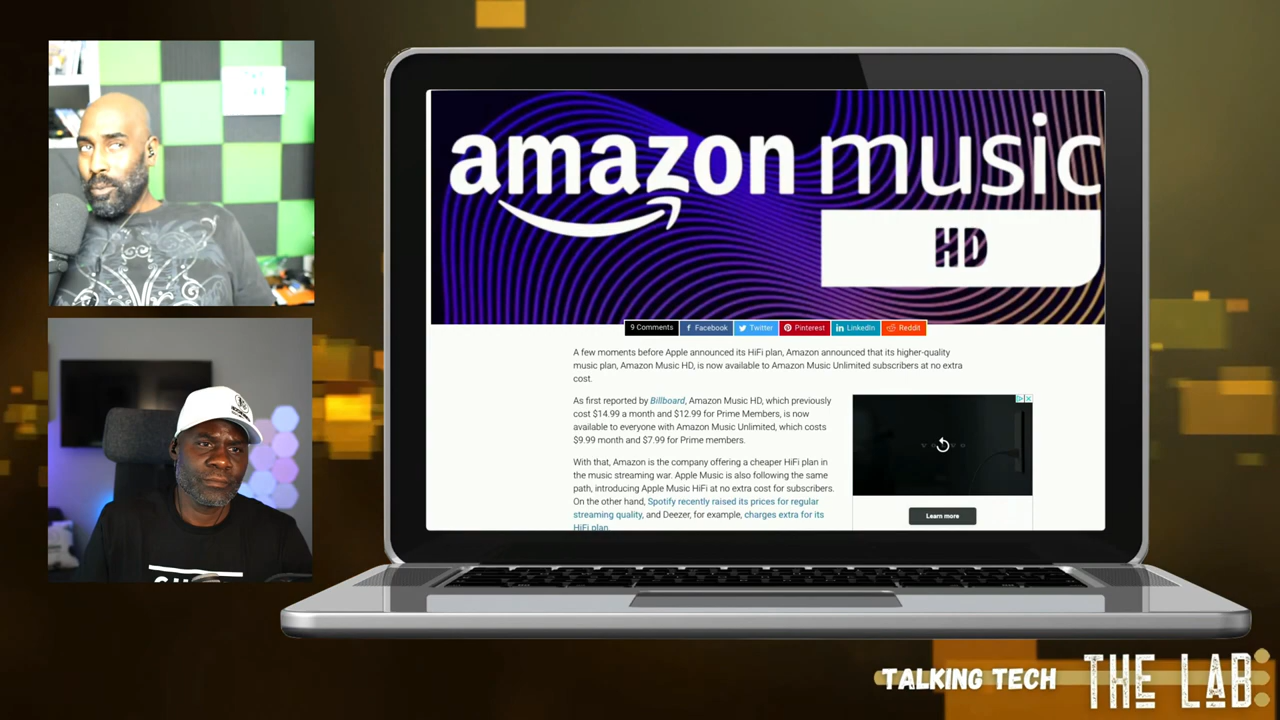 amazon music
HD
9 Comments
Facebook
Twitter
Pinterest
LinkedIn
Reddit
A few moments before Apple announced its HiFi plan, Amazon announced that its higher-quality
music plan, Amazon Music HD, is now available to Amazon Music Unlimited subscribers at no extra
cost.
As first reported by Billboard, Amazon Music HD, which previously
cost $14.99 a month and $12.99 for Prime Members, is now
available to everyone with Amazon Music Unlimited, which costs
$9.99 month and $7.99 for Prime members.
With that, Amazon is the company offering a cheaper HiFi plan in
the music streaming war. Apple Music is also following the same
path, introducing Apple Music HiFi at no extra cost for subscribers.
On the other hand, Spotify recently raised its prices for regular
streaming quality, and Deezer, for example, charges extra for its
HiFi plan.
Learn more
TALKING TECH
THE LAB